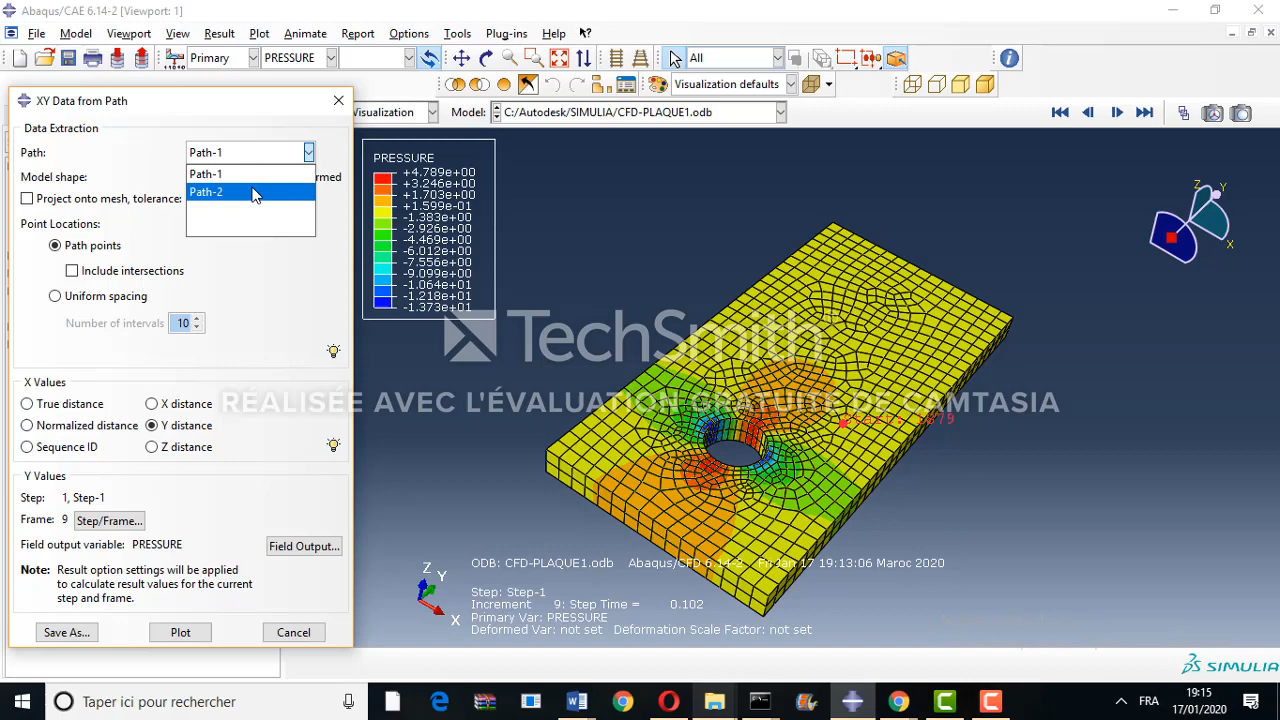 Abaqus/CAE 6.14-2 [Viewport: 1]
File Model Viewport View Result Plot Animate Report Options Tools Plug-ins Help
Primary PRESSURE All
Visualization defaults
XY Data from Path
Visualization Model: C:/Autodesk/SIMULIA/CFD-PLAQUE1.odb
Data Extraction
Path: Path-1
Path-1
Model shape: rmed
Path-2
Project onto mesh, tolerance:
Point Locations:
Path points
Include intersections
Uniform spacing
Number of intervals 10
X Values
True distance X distance
Normalized distance Y distance
Sequence ID Z distance
Y Values
Step: 1, Step-1
Frame: 9 Step/Frame...
Field output variable: PRESSURE Field Output...
Note: Result option settings will be applied
to calculate result values for the current
step and frame.
Save As... Plot Cancel
PRESSURE
+4.789e+00
+3.246e+00
+1.703e+00
+1.599e-01
-1.383e+00
-2.926e+00
-4.469e+00
-6.012e+00
-7.556e+00
-9.099e+00
-1.064e+01
-1.218e+01
-1.373e+01
Z Y
X
TechSmith
RÉALISÉE AVEC L'ÉVALUATION GRATUITE DE CAMTASIA
1879
Z
Y
X
ODB: CFD-PLAQUE1.odb Abaqus/CFD 6.14-2 Fri Jan 17 19:13:06 Maroc 2020
Step: Step-1
Increment 9: Step Time = 0.102
Primary Var: PRESSURE
Deformed Var: not set Deformation Scale Factor: not set
SIMULIA
Taper ici pour rechercher
FRA
19:15
17/01/2020